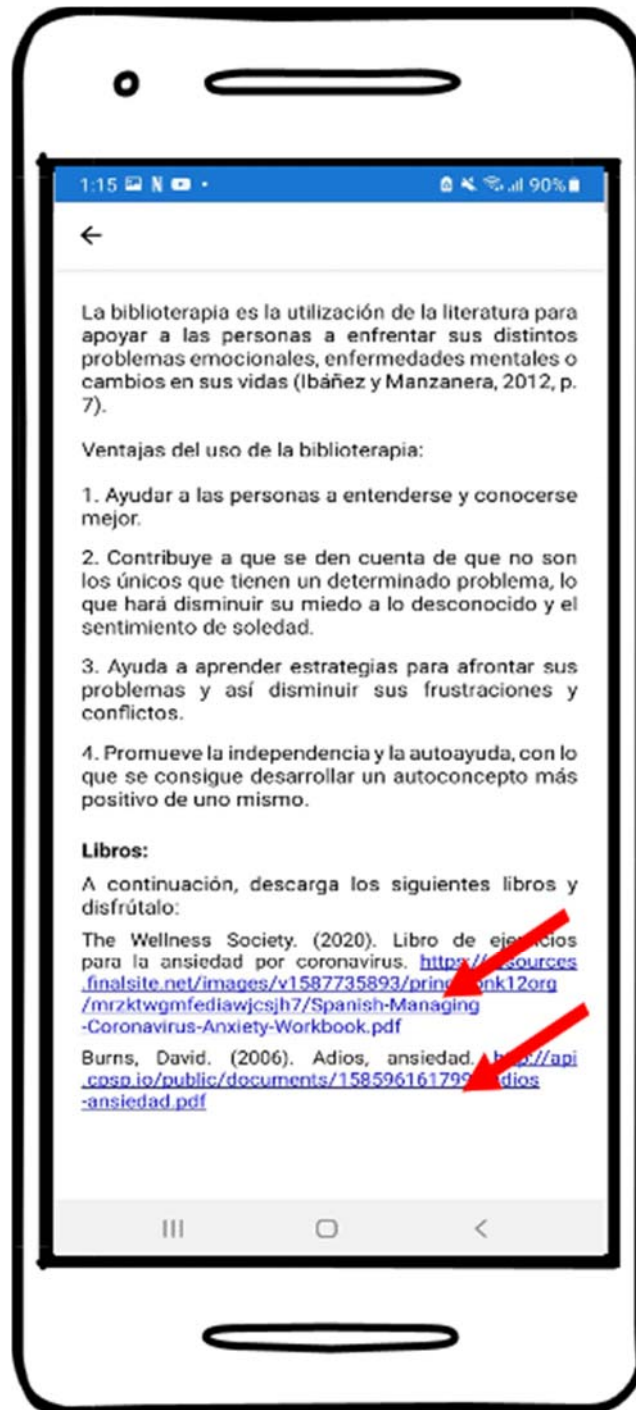 1:15 N 90%
La biblioterapia es la utilización de la literatura para
apoyar a las personas a enfrentar sus distintos
problemas emocionales, enfermedades mentales o
cambios en sus vidas (Ibáñez y Manzanera, 2012, p.
7).
Ventajas del uso de la biblioterapia:
1. Ayudar a las personas a entenderse y conocerse
mejor.
2. Contribuye a que se den cuenta de que no son
los únicos que tienen un determinado problema, lo
que hará disminuir su miedo a lo desconocido y el
sentimiento de soledad.
3. Ayuda a aprender estrategias para afrontar sus
problemas y así disminuir sus frustraciones y
conflictos.
4. Promueve la independencia y la autoayuda, con lo
que se consigue desarrollar un autoconcepto más
positivo de uno mismo.
Libros:
A continuación, descarga los siguientes libros y
disfrútalo:
The Wellness Society. (2020). Libro de ejercicios
para la ansiedad por coronavirus.
.finalsite.net/images/v1587735893/
/mrzktwgmfediawjcsjh7/Spanish-Managing
-Coronavirus-Anxiety-Workbook.pdf
Burns, David. (2006). Adios, ansiedad.
.cpsp.io/public/documents/
-ansiedad.pdf